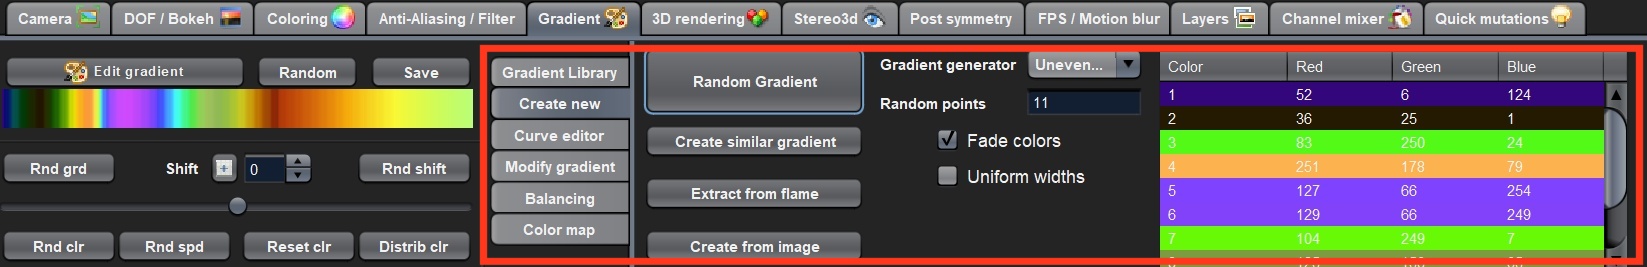 Camera DOF / Bokeh Coloring Anti-Aliasing / Filter Gradient 3D rendering Stereo3d Post symmetry FPS / Motion blur Layers Channel mixer Quick mutations
Edit gradient Random Save
Rnd grd Shift 0 Rnd shift
Rnd clr Rnd spd Reset clr Distrib clr
Gradient Library
Create new
Curve editor
Modify gradient
Balancing
Color map
Random Gradient
Create similar gradient
Extract from flame
Create from image
Gradient generator Uneven...
Random points 11
Fade colors
Uniform widths
Color Red Green Blue
1 52 6 124
2 36 25 1
3 83 250 24
4 251 178 79
5 127 66 254
6 129 66 249
7 104 249 7